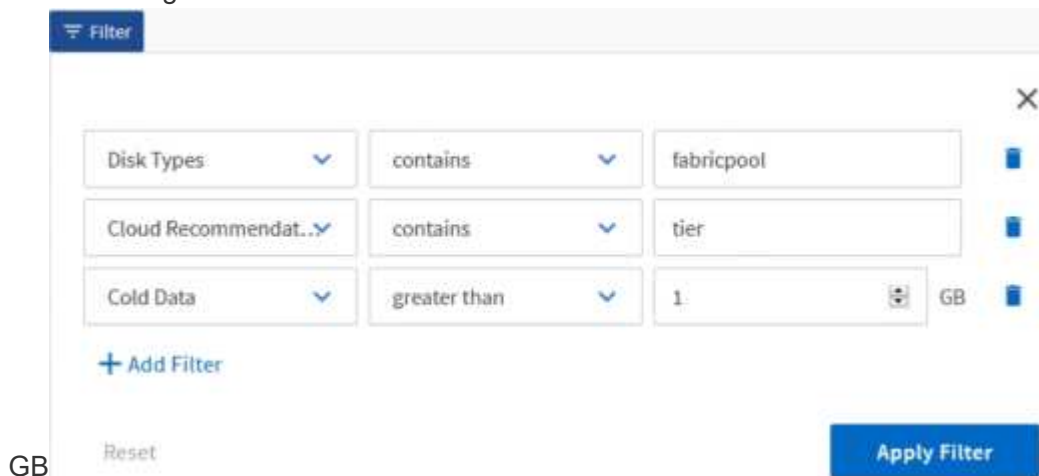 Filter
Disk Types contains fabricpool
Cloud Recommendat.. contains tier
Cold Data greater than 1 GB
+ Add Filter
GB Reset Apply Filter